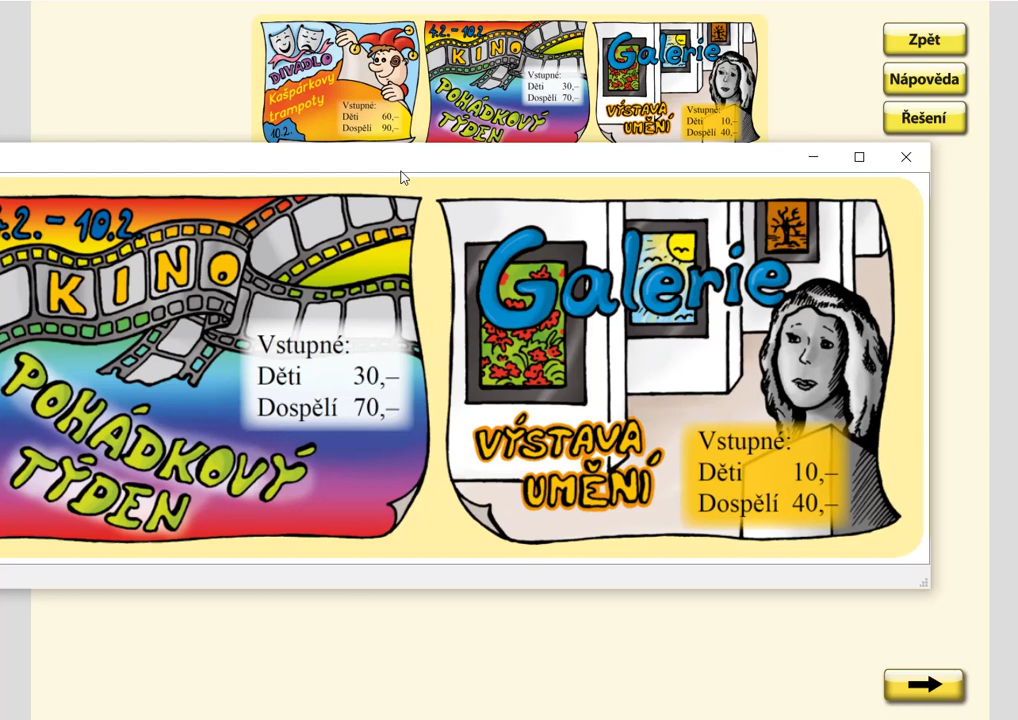 DIVADLO
Kašpárkovy
trampoty
10.2.
Vstupné:
Děti 60,–
Dospělí 90,–
4.2. – 10.2.
KINO
Vstupné:
Děti 30,–
Dospělí 70,–
POHÁDKOVÝ
TÝDEN
Galerie
VÝSTAVA
UMĚNÍ
Vstupné:
Děti 10,–
Dospělí 40,–
Zpět
Nápověda
Řešení
4.2. – 10.2.
KINO
Vstupné:
Děti 30,–
Dospělí 70,–
POHÁDKOVÝ
TÝDEN
Galerie
VÝSTAVA
UMĚNÍ
Vstupné:
Děti 10,–
Dospělí 40,–